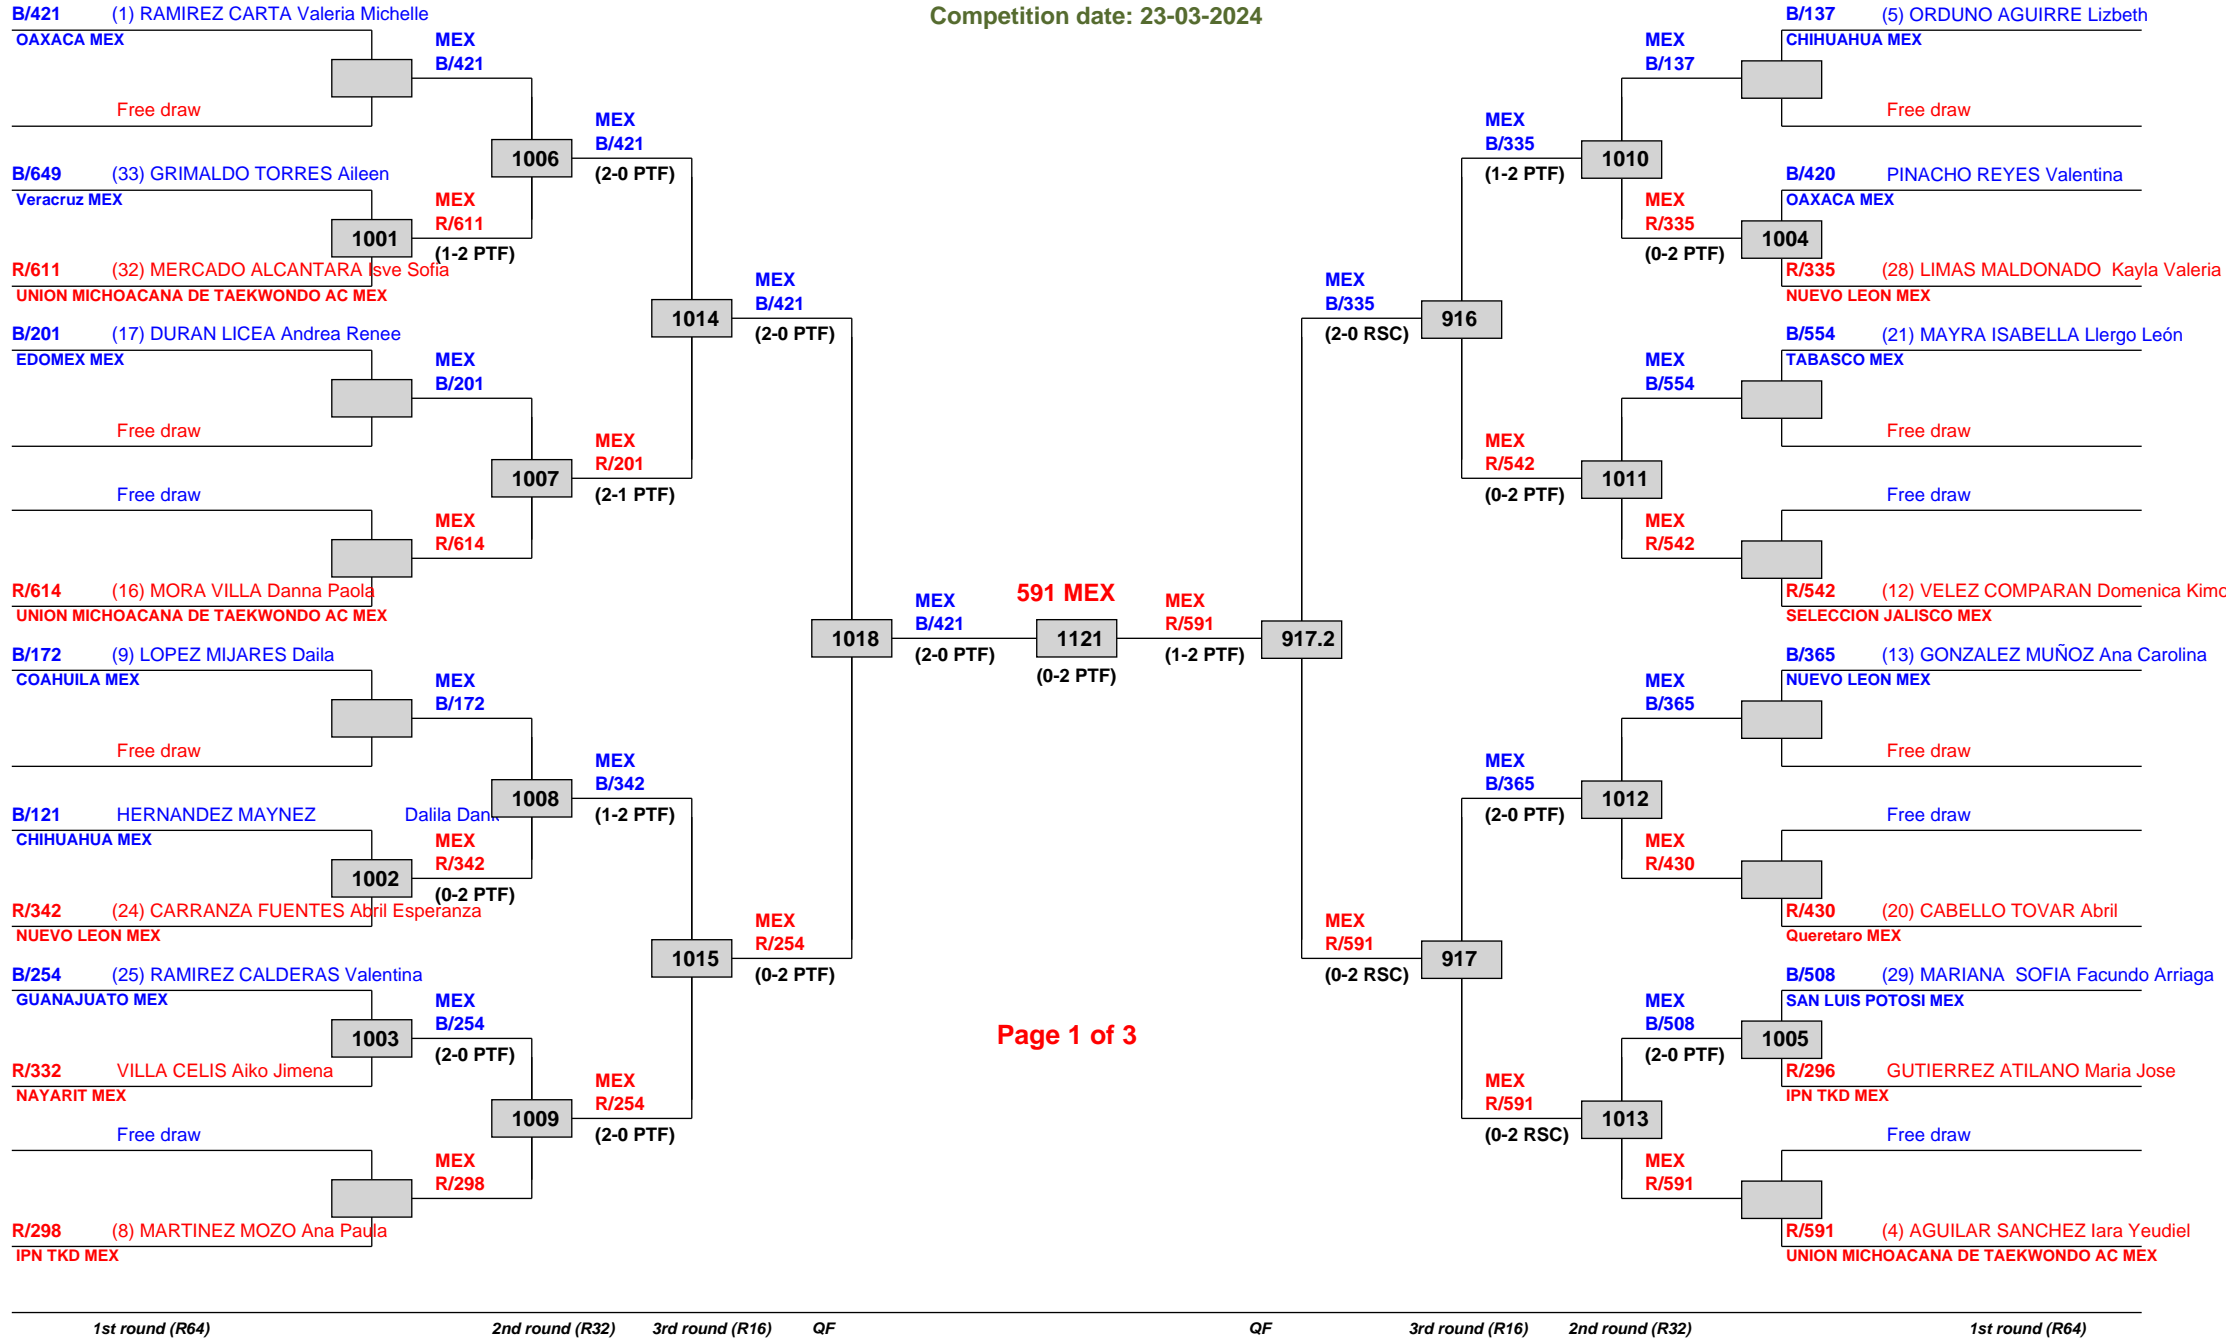 Competition date: 23-03-2024
B/421 (1) RAMIREZ CARTA Valeria Michelle
OAXACA MEX
Free draw
B/649 (33) GRIMALDO TORRES Aileen
Veracruz MEX
R/611 (32) MERCADO ALCANTARA Isve Sofia
UNION MICHOACANA DE TAEKWONDO AC MEX
B/201 (17) DURAN LICEA Andrea Renee
EDOMEX MEX
Free draw
Free draw
R/614 (16) MORA VILLA Danna Paola
UNION MICHOACANA DE TAEKWONDO AC MEX
B/172 (9) LOPEZ MIJARES Daila
COAHUILA MEX
Free draw
B/121 HERNANDEZ MAYNEZ Dalila Dan
CHIHUAHUA MEX
R/342 (24) CARRANZA FUENTES Abril Esperanza
NUEVO LEON MEX
B/254 (25) RAMIREZ CALDERAS Valentina
GUANAJUATO MEX
R/332 VILLA CELIS Aiko Jimena
NAYARIT MEX
Free draw
R/298 (8) MARTINEZ MOZO Ana Paula
IPN TKD MEX
1001
1002
1003
MEX
B/421
MEX
R/611
(1-2 PTF)
MEX
B/201
MEX
R/614
MEX
B/172
MEX
R/342
(0-2 PTF)
MEX
B/254
(2-0 PTF)
MEX
R/298
1006
1007
1008
1009
MEX
B/421
(2-0 PTF)
MEX
R/201
(2-1 PTF)
MEX
B/342
(1-2 PTF)
MEX
R/254
(2-0 PTF)
1014
1015
MEX
B/421
(2-0 PTF)
MEX
R/254
(0-2 PTF)
1018
MEX
B/421
(2-0 PTF)
591 MEX
1121
(0-2 PTF)
MEX
R/591
(1-2 PTF)
917.2
Page 1 of 3
MEX
B/335
(2-0 RSC)
MEX
R/591
(0-2 RSC)
916
917
MEX
B/335
(1-2 PTF)
MEX
R/542
(0-2 PTF)
MEX
B/365
(2-0 PTF)
MEX
R/591
(0-2 RSC)
1010
1011
1012
1013
MEX
B/137
MEX
R/335
(0-2 PTF)
MEX
B/554
MEX
R/542
MEX
B/365
MEX
R/430
MEX
B/508
(2-0 PTF)
MEX
R/591
1004
1005
B/137 (5) ORDUNO AGUIRRE Lizbeth
CHIHUAHUA MEX
Free draw
B/420 PINACHO REYES Valentina
OAXACA MEX
R/335 (28) LIMAS MALDONADO Kayla Valeria
NUEVO LEON MEX
B/554 (21) MAYRA ISABELLA Llergo León
TABASCO MEX
Free draw
Free draw
R/542 (12) VELEZ COMPARAN Domenica Kimo
SELECCION JALISCO MEX
B/365 (13) GONZALEZ MUÑOZ Ana Carolina
NUEVO LEON MEX
Free draw
Free draw
R/430 (20) CABELLO TOVAR Abril
Queretaro MEX
B/508 (29) MARIANA SOFIA Facundo Arriaga
SAN LUIS POTOSI MEX
R/296 GUTIERREZ ATILANO Maria Jose
IPN TKD MEX
Free draw
R/591 (4) AGUILAR SANCHEZ Iara Yeudiel
UNION MICHOACANA DE TAEKWONDO AC MEX
1st round (R64) 2nd round (R32) 3rd round (R16) QF QF 3rd round (R16) 2nd round (R32) 1st round (R64)